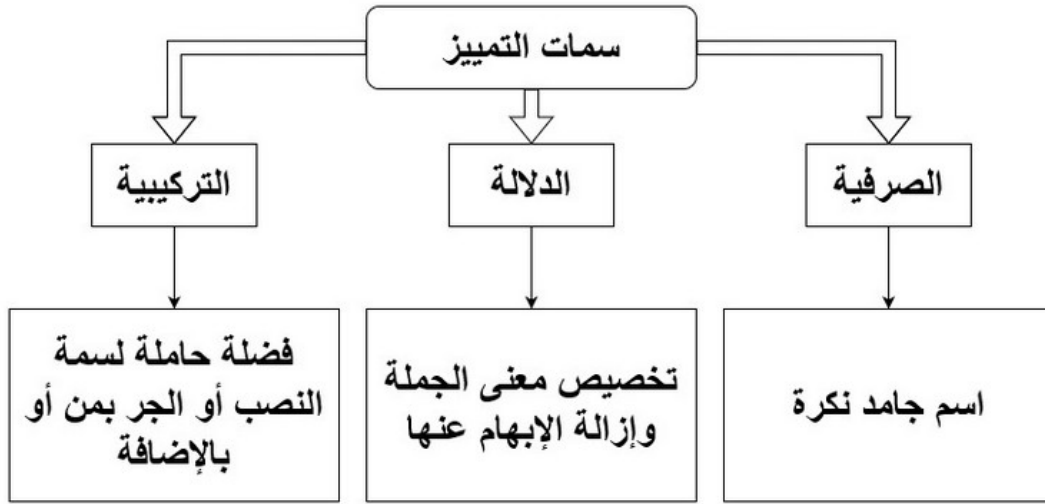 سمات التمييز
الصرفية
الدلالة
التركيبية
اسم جامد نكرة
تخصيص معنى الجملة
وإزالة الإبهام عنها
فضلة حاملة لسمة
النصب أو الجر بمن أو
بالإضافة